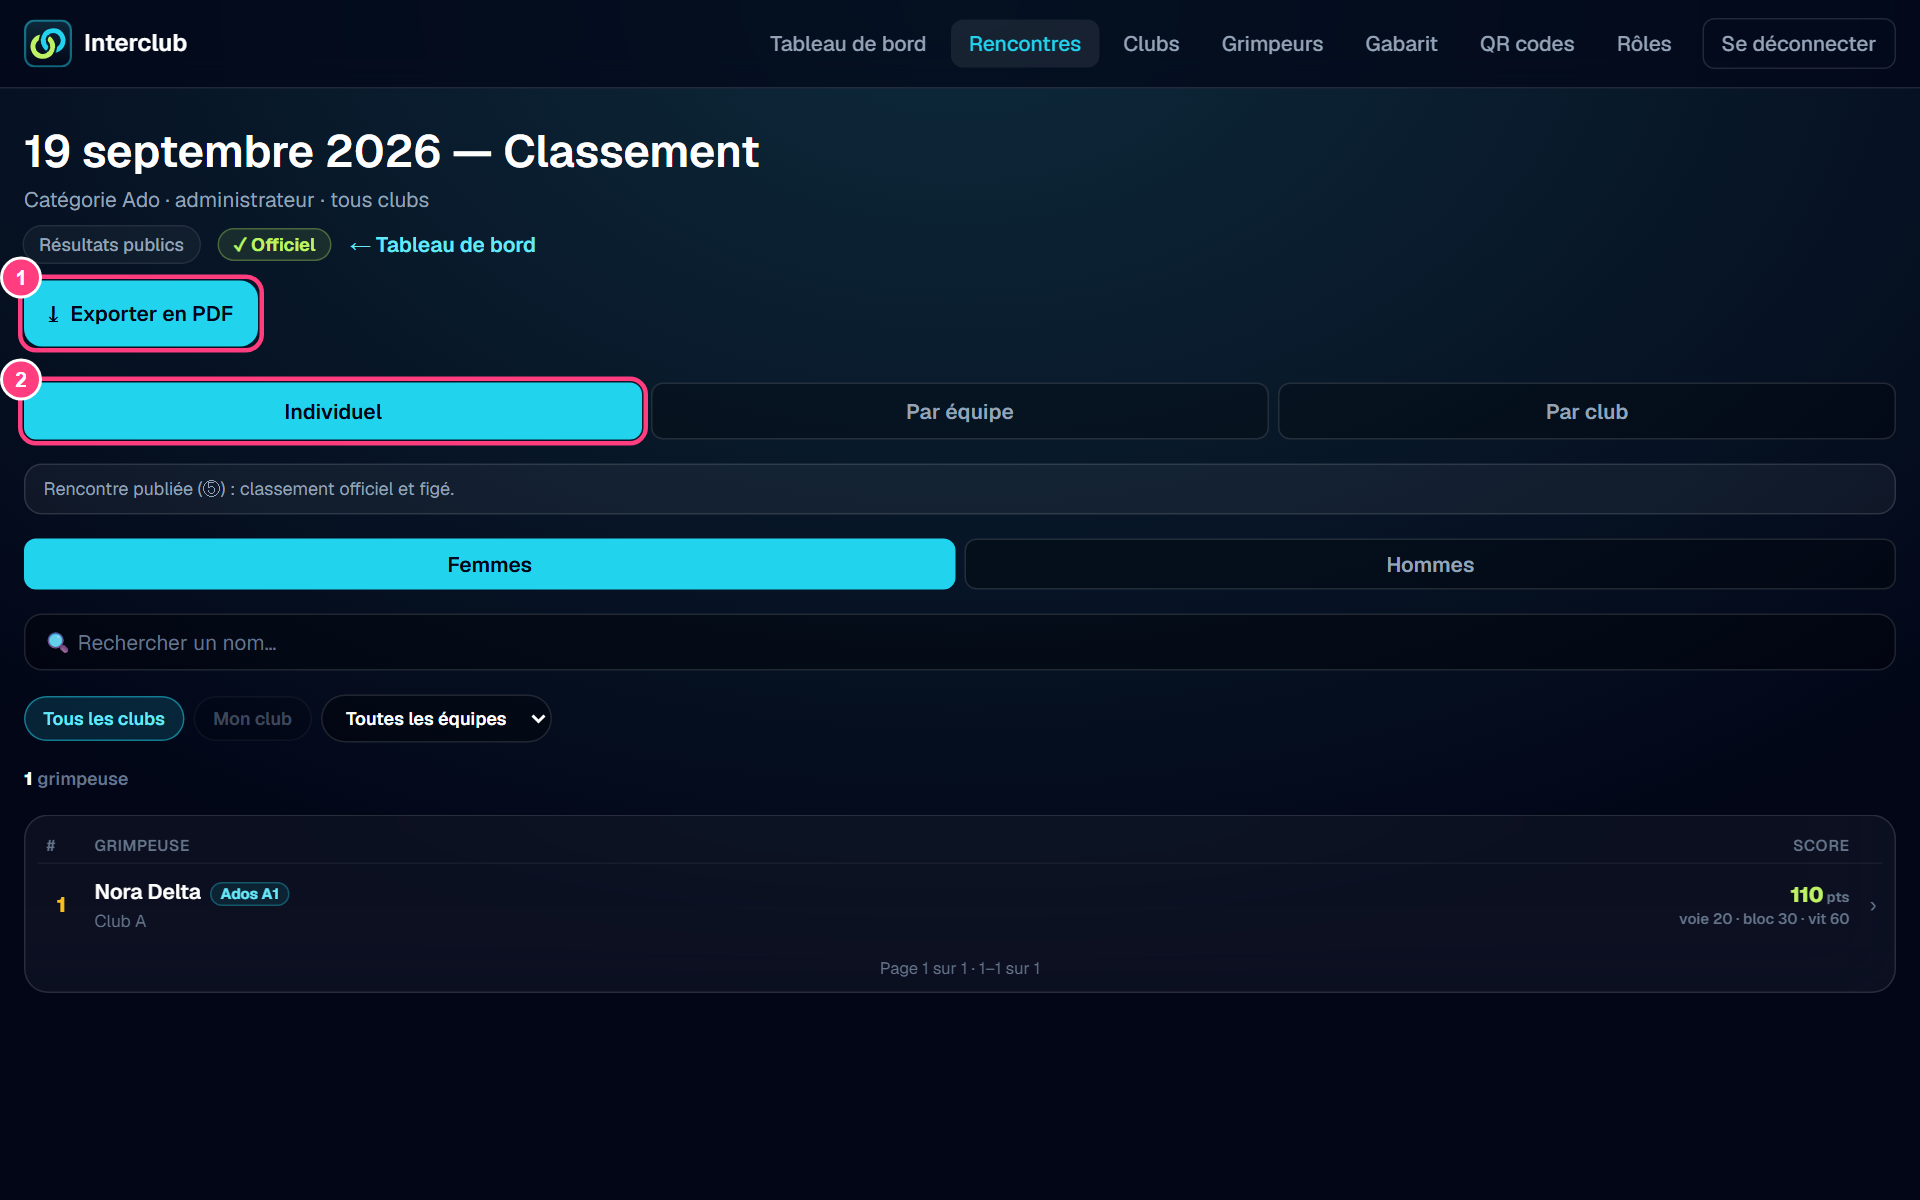 Interclub
Tableau de bord Rencontres Clubs Grimpeurs Gabarit QR codes Rôles Se déconnecter
19 septembre 2026 — Classement
Catégorie Ado · administrateur · tous clubs
Résultats publics ✓ Officiel ← Tableau de bord
1
⤓ Exporter en PDF
2
Individuel Par équipe Par club
Rencontre publiée (⑤) : classement officiel et figé.
Femmes Hommes
🔍 Rechercher un nom…
Tous les clubs Mon club Toutes les équipes
1 grimpeuse
# GRIMPEUSE SCORE
1 Nora Delta Ados A1 110 pts ›
Club A voie 20 · bloc 30 · vit 60
Page 1 sur 1 · 1–1 sur 1